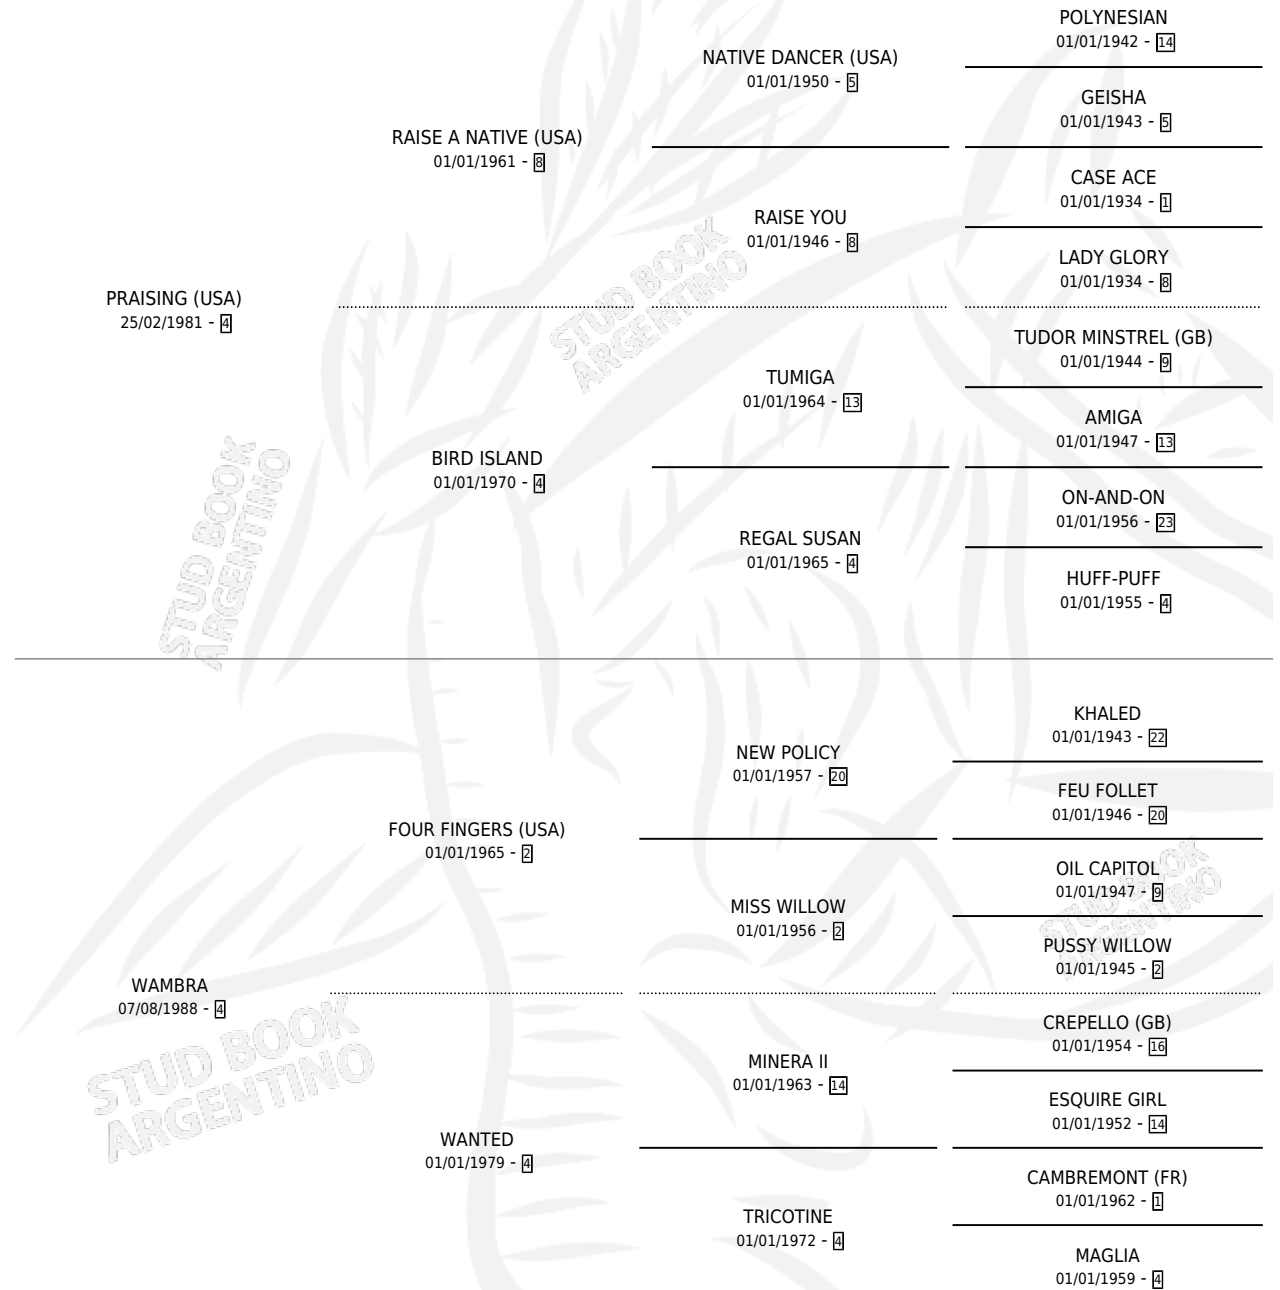 POLYNESIAN
01/01/1942 - 14
NATIVE DANCER (USA)
01/01/1950 - 5
GEISHA
01/01/1943 - 5
RAISE A NATIVE (USA)
01/01/1961 - 8
CASE ACE
01/01/1934 - 1
RAISE YOU
01/01/1946 - 8
LADY GLORY
01/01/1934 - 8
PRAISING (USA)
25/02/1981 - 4
TUDOR MINSTREL (GB)
01/01/1944 - 9
TUMIGA
01/01/1964 - 13
AMIGA
01/01/1947 - 13
BIRD ISLAND
01/01/1970 - 4
ON-AND-ON
01/01/1956 - 23
REGAL SUSAN
01/01/1965 - 4
HUFF-PUFF
01/01/1955 - 4
KHALED
01/01/1943 - 22
NEW POLICY
01/01/1957 - 20
FEU FOLLET
01/01/1946 - 20
FOUR FINGERS (USA)
01/01/1965 - 2
OIL CAPITOL
01/01/1947 - 9
MISS WILLOW
01/01/1956 - 2
PUSSY WILLOW
01/01/1945 - 2
WAMBRA
07/08/1988 - 4
CREPELLO (GB)
01/01/1954 - 16
MINERA II
01/01/1963 - 14
ESQUIRE GIRL
01/01/1952 - 14
WANTED
01/01/1979 - 4
CAMBREMONT (FR)
01/01/1962 - 1
TRICOTINE
01/01/1972 - 4
MAGLIA
01/01/1959 - 4
STUD BOOK
ARGENTINO
STUD BOOK
ARGENTINO
STUD BOOK
ARGENTINO
STUD BOOK
ARGENTINO